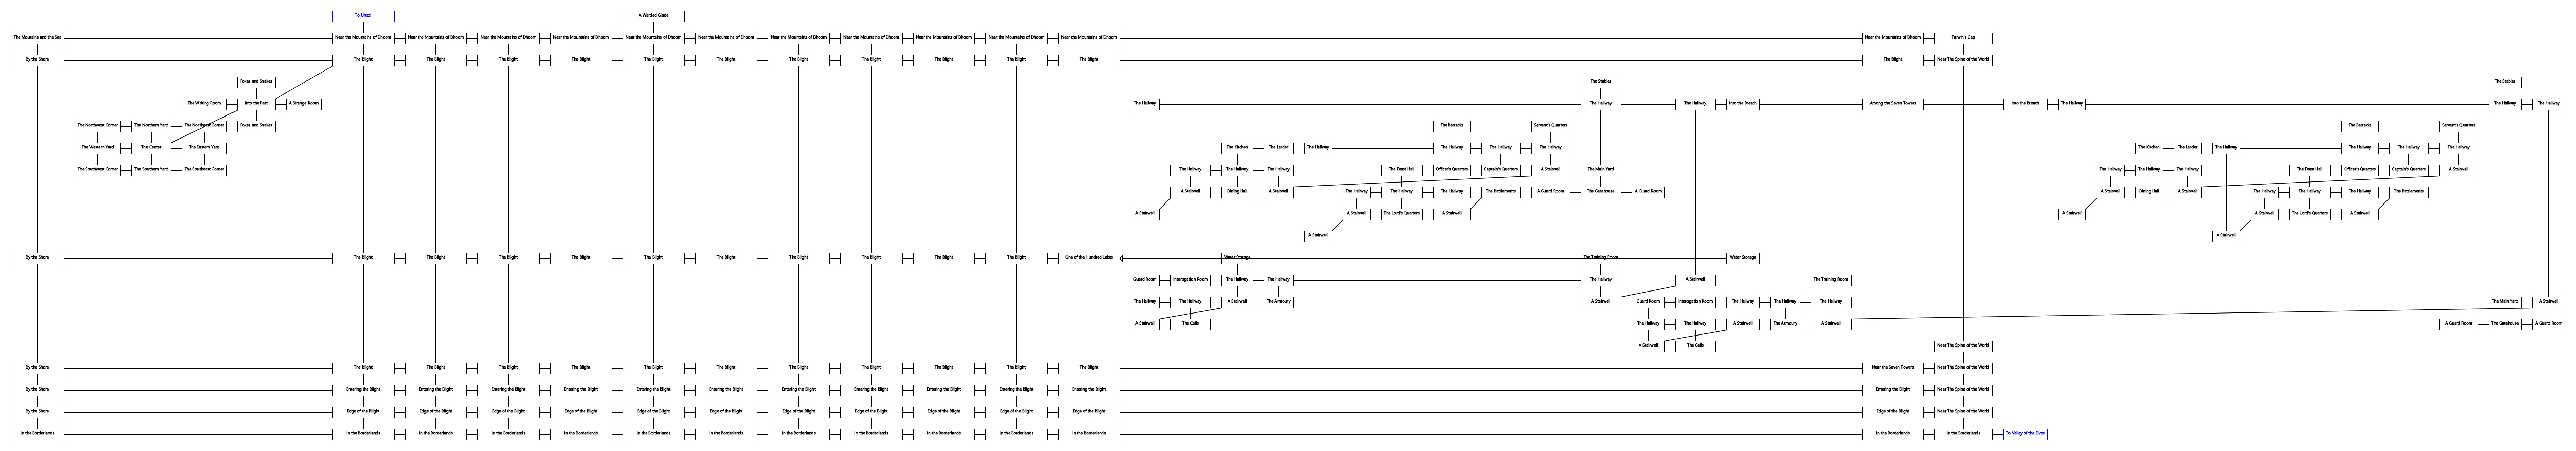 To Urtazi
A Warded Glade
The Moutains and the Sea
Near the Mountains of Dhoom
Near the Mountains of Dhoom
Near the Mountains of Dhoom
Near the Mountains of Dhoom
Near the Mountains of Dhoom
Near the Mountains of Dhoom
Near the Mountains of Dhoom
Near the Mountains of Dhoom
Near the Mountains of Dhoom
Near the Mountains of Dhoom
Near the Mountains of Dhoom
Near the Mountains of Dhoom
Tarwin's Gap
By the Shore
The Blight
The Blight
The Blight
The Blight
The Blight
The Blight
The Blight
The Blight
The Blight
The Blight
The Blight
The Blight
Near The Spine of the World
Foxes and Snakes
The Stables
The Stables
The Writing Room
Into the Past
A Strange Room
The Hallway
The Hallway
The Hallway
Into the Breach
Among the Seven Towers
Into the Breach
The Hallway
The Hallway
The Hallway
The Northwest Corner
The Northern Yard
The Northeast Corner
Foxes and Snakes
The Barracks
Servent's Quarters
The Barracks
Servent's Quarters
The Western Yard
The Center
The Eastern Yard
The Kitchen
The Larder
The Hallway
The Hallway
The Hallway
The Hallway
The Kitchen
The Larder
The Hallway
The Hallway
The Hallway
The Hallway
The Southwest Corner
The Southern Yard
The Southeast Corner
The Hallway
The Hallway
The Hallway
The Feast Hall
Officer's Quarters
Captain's Quarters
A Stairwell
The Main Yard
The Hallway
The Hallway
The Hallway
The Feast Hall
Officer's Quarters
Captain's Quarters
A Stairwell
A Stairwell
Dining Hall
A Stairwell
The Hallway
The Hallway
The Hallway
The Battlements
A Guard Room
The Gatehouse
A Guard Room
A Stairwell
Dining Hall
A Stairwell
The Hallway
The Hallway
The Hallway
The Battlements
A Stairwell
A Stairwell
The Lord's Quarters
A Stairwell
A Stairwell
A Stairwell
The Lord's Quarters
A Stairwell
A Stairwell
A Stairwell
By the Shore
The Blight
The Blight
The Blight
The Blight
The Blight
The Blight
The Blight
The Blight
The Blight
The Blight
One of the Hundred Lakes
Water Storage
The Training Room
Water Storage
Guard Room
Interogation Room
The Hallway
The Hallway
The Hallway
A Stairwell
The Training Room
The Hallway
The Hallway
A Stairwell
The Armoury
A Stairwell
Guard Room
Interogation Room
The Hallway
The Hallway
The Hallway
The Main Yard
A Stairwell
A Stairwell
The Cells
The Hallway
The Hallway
A Stairwell
The Armoury
A Stairwell
A Guard Room
The Gatehouse
A Guard Room
A Stairwell
The Cells
Near The Spine of the World
By the Shore
The Blight
The Blight
The Blight
The Blight
The Blight
The Blight
The Blight
The Blight
The Blight
The Blight
The Blight
Near the Seven Towers
Near The Spine of the World
By the Shore
Entering the Blight
Entering the Blight
Entering the Blight
Entering the Blight
Entering the Blight
Entering the Blight
Entering the Blight
Entering the Blight
Entering the Blight
Entering the Blight
Entering the Blight
Entering the Blight
Near The Spine of the World
By the Shore
Edge of the Blight
Edge of the Blight
Edge of the Blight
Edge of the Blight
Edge of the Blight
Edge of the Blight
Edge of the Blight
Edge of the Blight
Edge of the Blight
Edge of the Blight
Edge of the Blight
Edge of the Blight
Near The Spine of the World
In the Borderlands
In the Borderlands
In the Borderlands
In the Borderlands
In the Borderlands
In the Borderlands
In the Borderlands
In the Borderlands
In the Borderlands
In the Borderlands
In the Borderlands
In the Borderlands
In the Borderlands
In the Borderlands
To Valley of the Elves